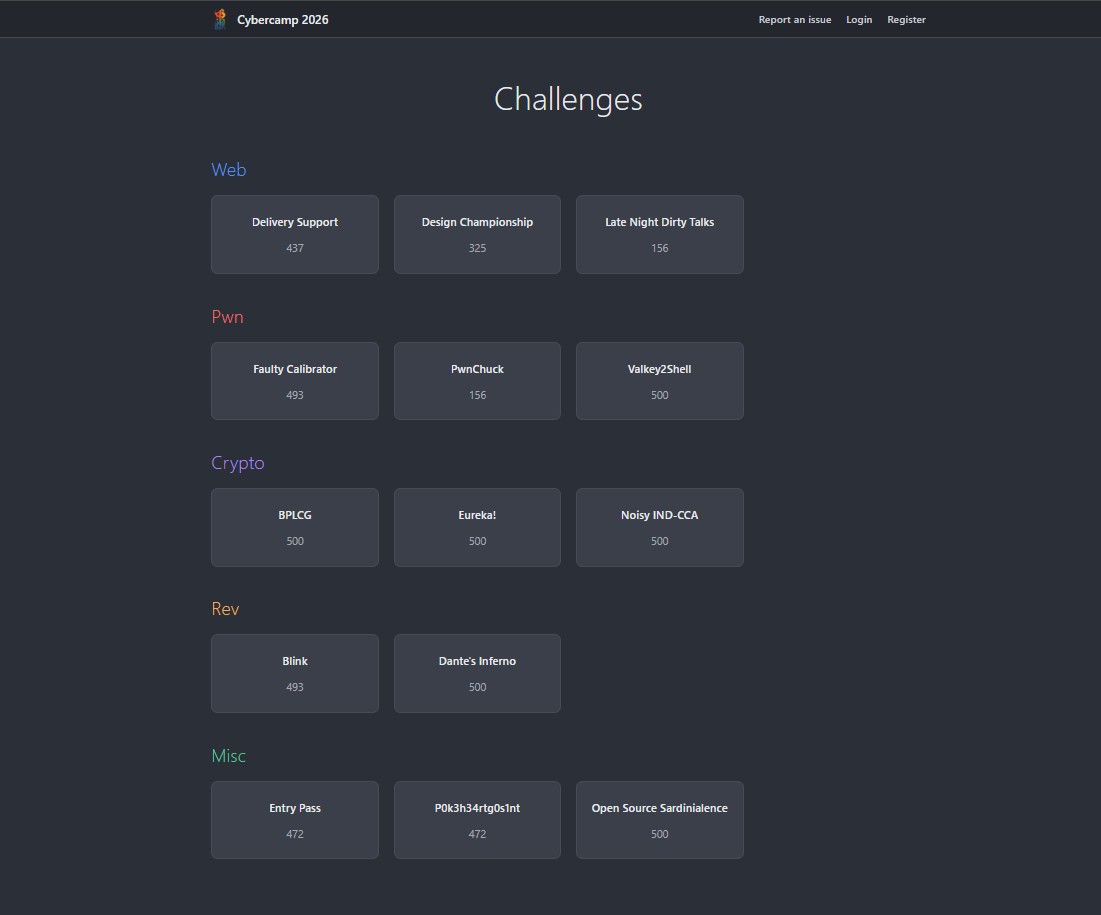 Cybercamp 2026
Report an issue Login Register
Challenges
Web
Delivery Support Design Championship Late Night Dirty Talks
437 325 156
Pwn
Faulty Calibrator PwnChuck Valkey2Shell
493 156 500
Crypto
BPLCG Eureka! Noisy IND-CCA
500 500 500
Rev
Blink Dante's Inferno
493 500
Misc
Entry Pass P0k3h34rtg0s1nt Open Source Sardinialence
472 472 500